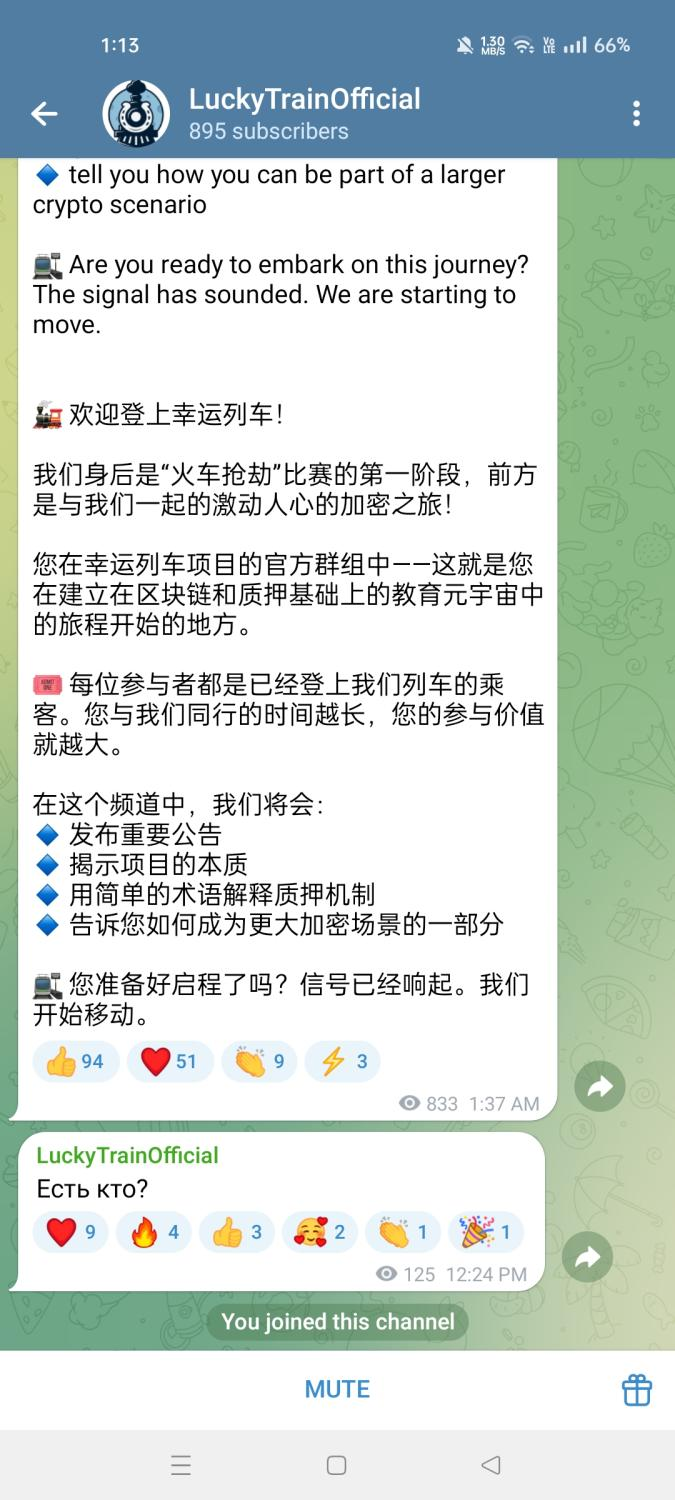 1:13
1.30 MB/S Vo LTE 66%
LuckyTrainOfficial
895 subscribers
🔹 tell you how you can be part of a larger
crypto scenario
Are you ready to embark on this journey?
The signal has sounded. We are starting to
move.
🚂 欢迎登上幸运列车！
我们身后是“火车抢劫”比赛的第一阶段，前方
是与我们一起的激动人心的加密之旅！
您在幸运列车项目的官方群组中——这就是您
在建立在区块链和质押基础上的教育元宇宙中
的旅程开始的地方。
🎟 每位参与者都是已经登上我们列车的乘
客。您与我们同行的时间越长，您的参与价值
就越大。
在这个频道中，我们将会：
🔹 发布重要公告
🔹 揭示项目的本质
🔹 用简单的术语解释质押机制
🔹 告诉您如何成为更大加密场景的一部分
您准备好启程了吗？信号已经响起。我们
开始移动。
👍 94 ❤ 51 👏 9 ⚡ 3
833 1:37 AM
LuckyTrainOfficial
Есть кто?
❤ 9 🔥 4 👍 3 🥰 2 👏 1 🎉 1
125 12:24 PM
You joined this channel
MUTE